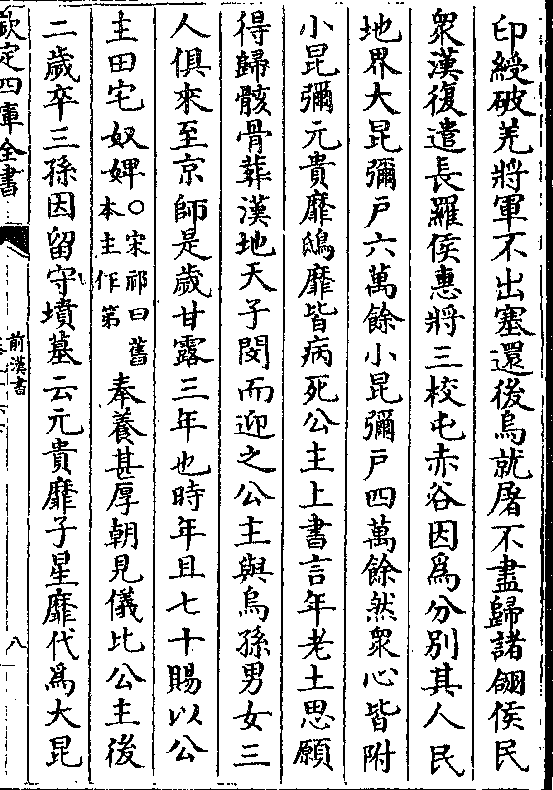 印綬破羌將軍不出塞還後烏就屠不盡歸諸翖侯民
衆漢復遣長羅侯惠將三校屯赤谷因爲分别其人民
地界大昆彌户六萬餘小昆彌户四萬餘然衆心皆附
小昆彌元貴靡鴟靡皆病死公主上書言年老土思願
得歸骸骨葬漢地天子閔而迎之公主與烏孫男女三
人俱來至京師是歲甘露三年也時年且七十賜以公
主田宅奴婢○宋祁曰舊本主作第奉養甚厚朝見儀比公主後
二歲卒三孫因留守墳墓云元貴靡子星靡代爲大昆
欽定四庫全書
前漢書
八